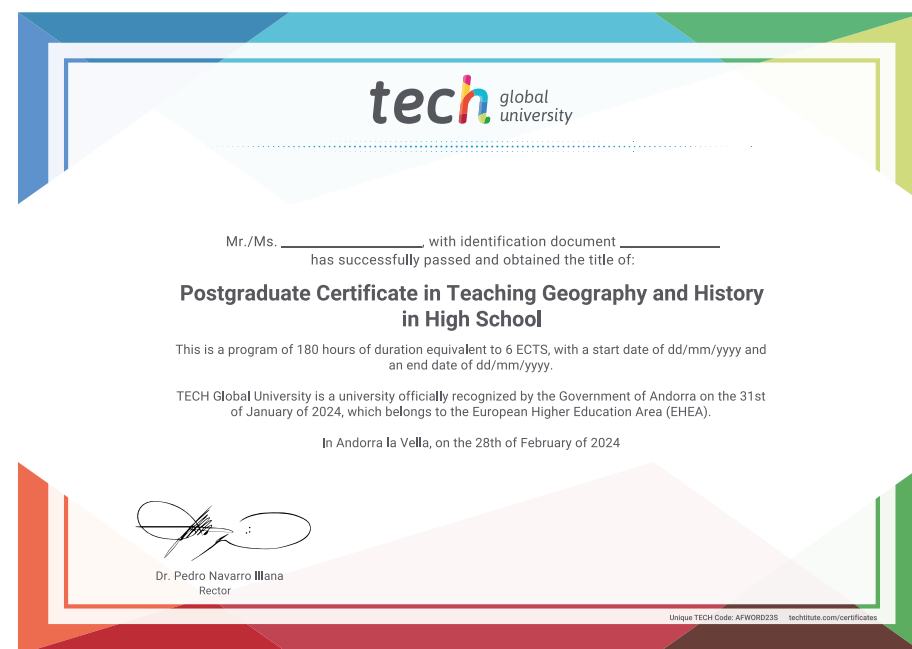 tech global university
Mr./Ms. ____________________, with identification document ______________
has successfully passed and obtained the title of:
Postgraduate Certificate in Teaching Geography and History
in High School
This is a program of 180 hours of duration equivalent to 6 ECTS, with a start date of dd/mm/yyyy and
an end date of dd/mm/yyyy.
TECH Global University is a university officially recognized by the Government of Andorra on the 31st
of January of 2024, which belongs to the European Higher Education Area (EHEA).
In Andorra la Vella, on the 28th of February of 2024
Dr. Pedro Navarro Illana
Rector
Unique TECH Code: AFWORD23S techtitute.com/certificates